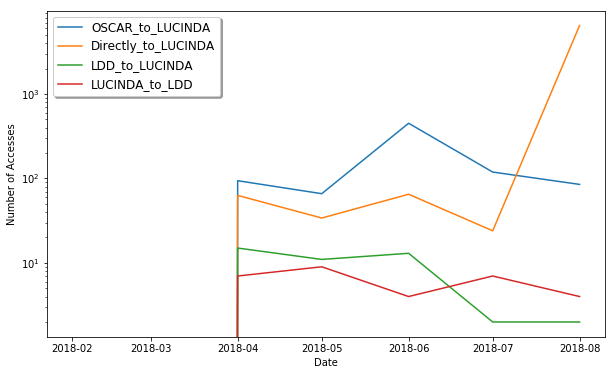 OSCAR_to_LUCINDA
Directly_to_LUCINDA
LDD_to_LUCINDA
LUCINDA_to_LDD
Number of Accesses
10³
10²
10¹
2018-02 2018-03 2018-04 2018-05 2018-06 2018-07 2018-08
Date